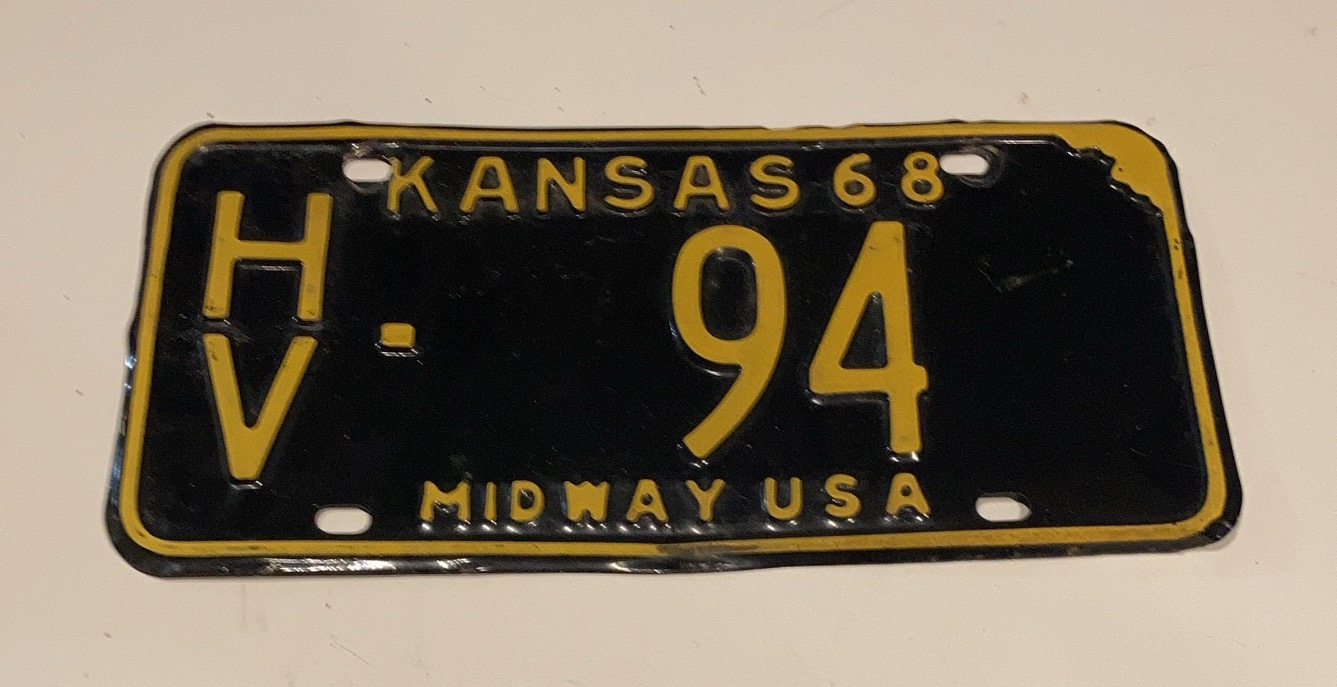 KANSAS 68
HV - 94
MIDWAY USA